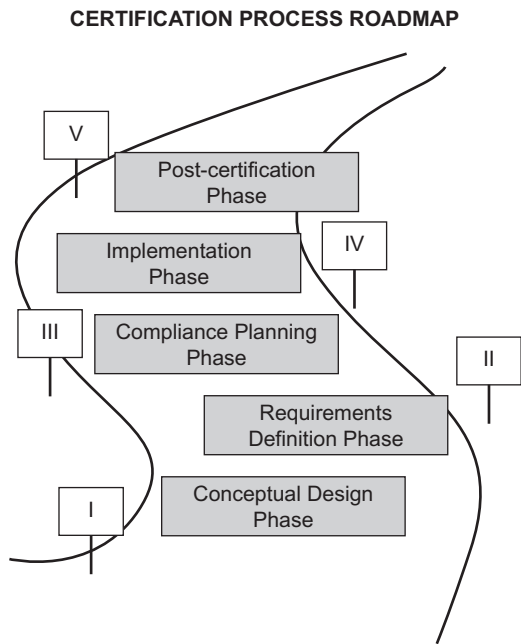 CERTIFICATION PROCESS ROADMAP
V
Post-certification
Phase
IV
Implementation
Phase
III
Compliance Planning
Phase
II
Requirements
Definition Phase
I
Conceptual Design
Phase